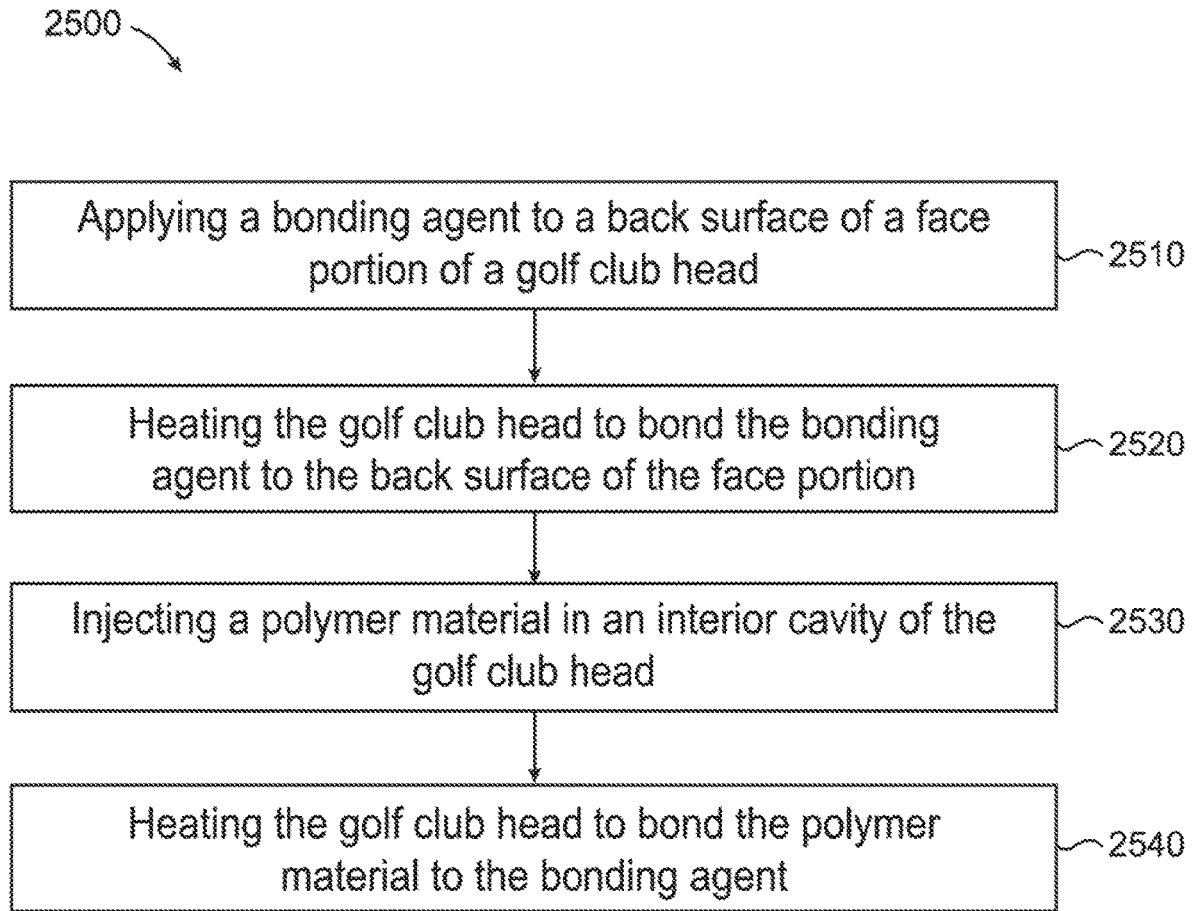 2500
Applying a bonding agent to a back surface of a face
portion of a golf club head
2510
Heating the golf club head to bond the bonding
agent to the back surface of the face portion
2520
Injecting a polymer material in an interior cavity of the
golf club head
2530
Heating the golf club head to bond the polymer
material to the bonding agent
2540